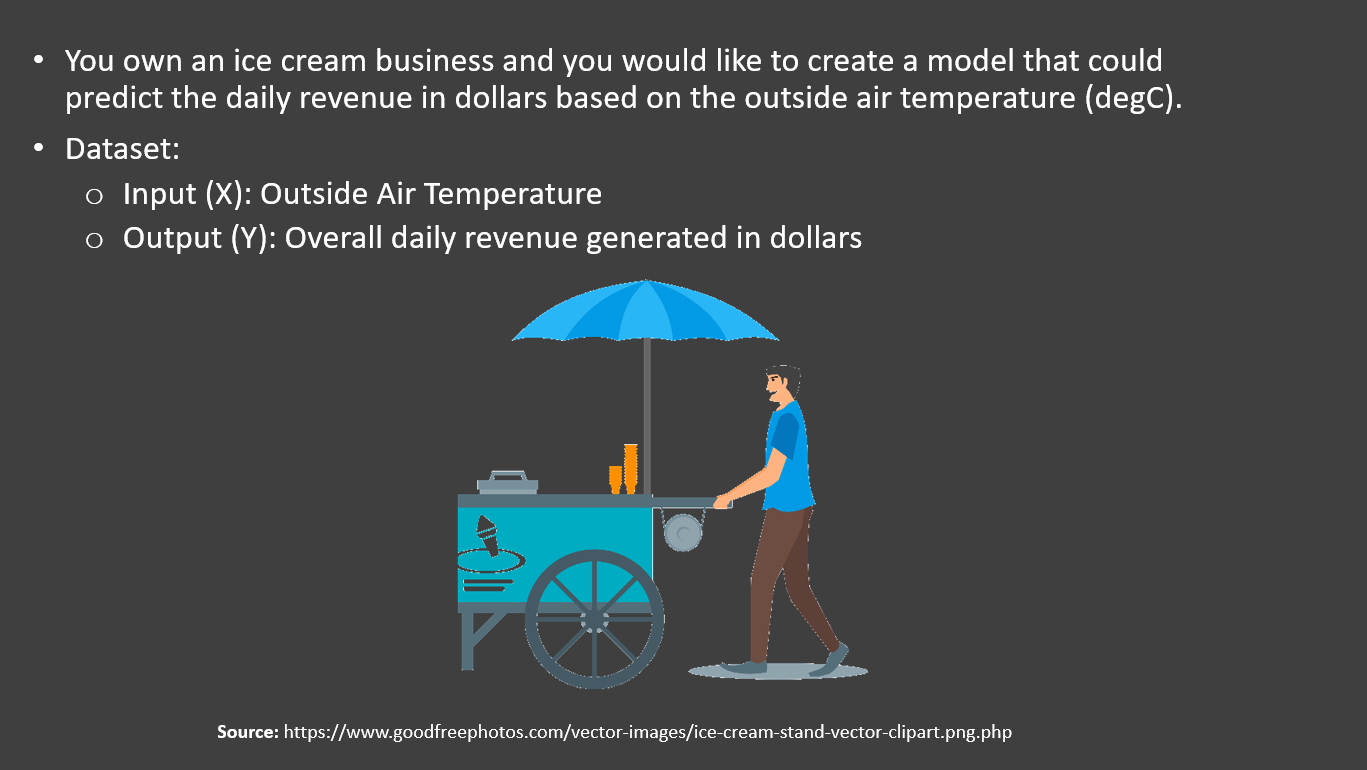 • You own an ice cream business and you would like to create a model that could
predict the daily revenue in dollars based on the outside air temperature (degC).
• Dataset:
o Input (X): Outside Air Temperature
o Output (Y): Overall daily revenue generated in dollars
Source: https://www.goodfreephotos.com/vector-images/ice-cream-stand-vector-clipart.png.php